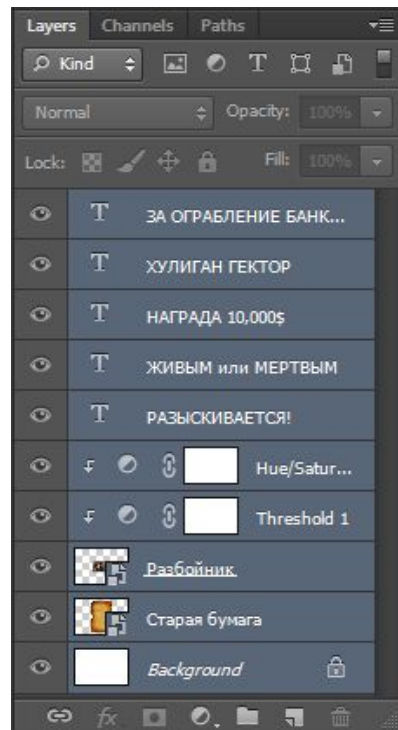 Layers Channels Paths
Kind
Normal Opacity: 100%
Lock: Fill: 100%
T ЗА ОГРАБЛЕНИЕ БАНК...
T ХУЛИГАН ГЕКТОР
T НАГРАДА 10,000$
T ЖИВЫМ или МЕРТВЫМ
T РАЗЫСКИВАЕТСЯ!
Hue/Satur...
Threshold 1
Разбойник
Старая бумага
Background
fx